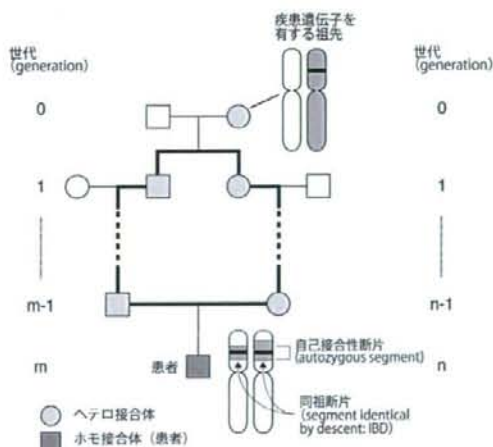 疾患遺伝子を
有する祖先
世代
(generation)
世代
(generation)
0
0
1
1
m-1
n-1
m
患者
n
自己接合性断片
(autozygous segment)
同祖断片
(segment identical
by descent: IBD)
ヘテロ接合体
ホモ接合体（患者）